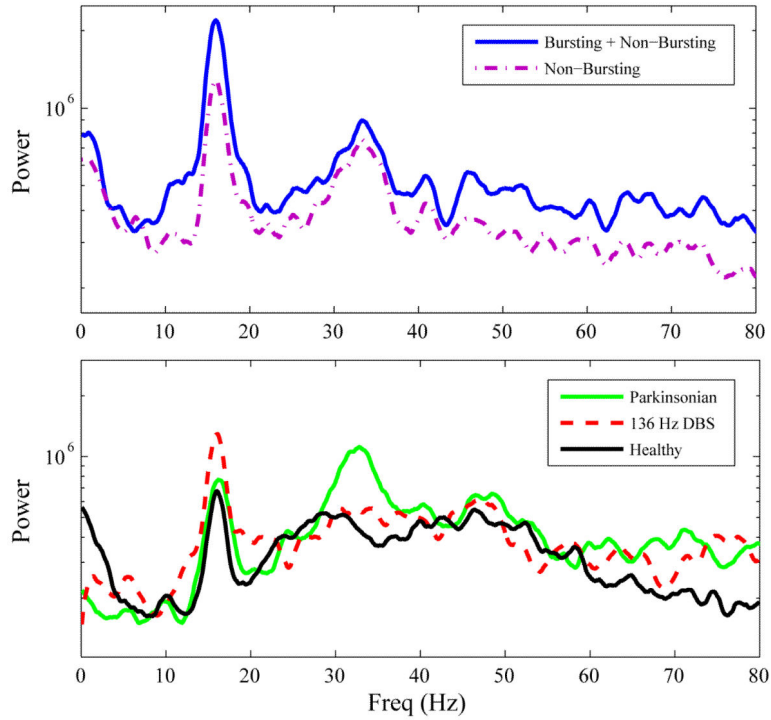 Bursting + Non−Bursting
Non−Bursting
10^6
Power
0 10 20 30 40 50 60 70 80
Parkinsonian
136 Hz DBS
Healthy
10^6
Power
0 10 20 30 40 50 60 70 80
Freq (Hz)